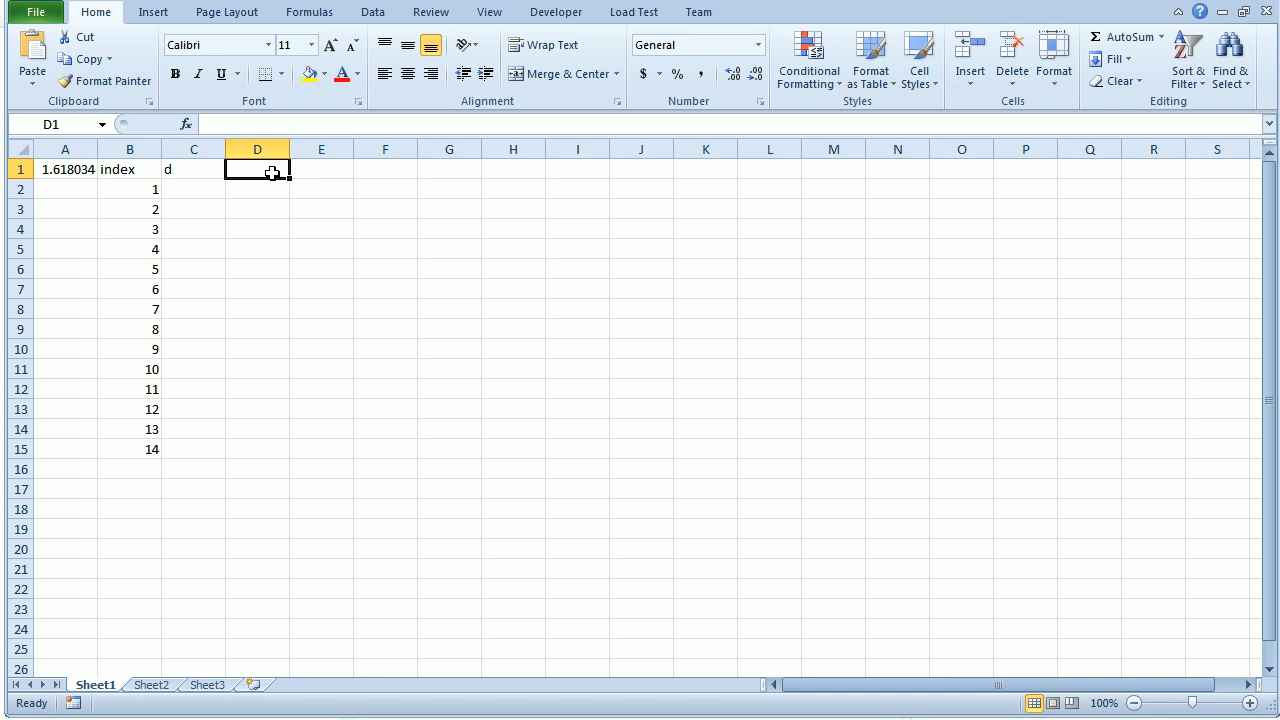 File Home Insert Page Layout Formulas Data Review View Developer Load Test Team
Paste
Cut
Copy
Format Painter
Clipboard
Calibri 11
B I U A
Font
Wrap Text
Merge & Center
Alignment
General
$ % ,
Number
Conditional Formatting
Format as Table
Cell Styles
Styles
Insert Delete Format
Cells
Σ AutoSum
Fill
Clear
Sort & Filter
Find & Select
Editing
D1 fx
A B C D E F G H I J K L M N O P Q R S
1 1.618034 index d
2 1
3 2
4 3
5 4
6 5
7 6
8 7
9 8
10 9
11 10
12 11
13 12
14 13
15 14
16
17
18
19
20
21
22
23
24
25
26
Sheet1 Sheet2 Sheet3
Ready 100%